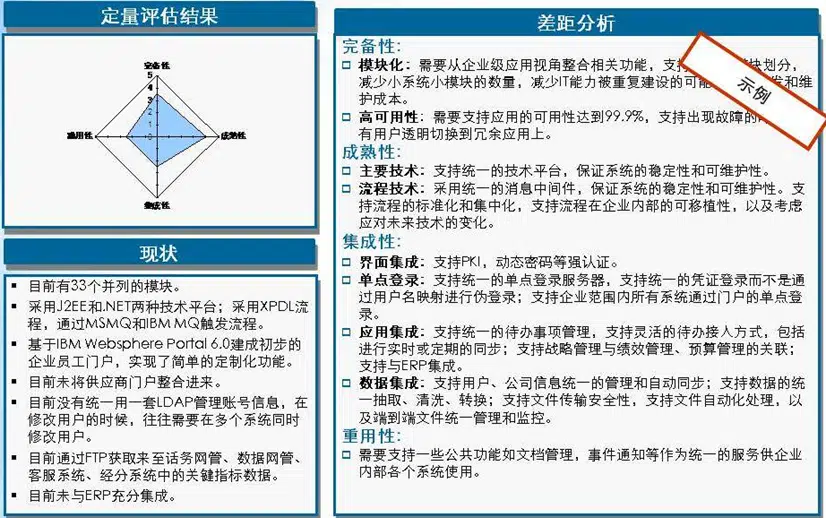 定量评估结果
完备性
5
4
3
2
1
0
通用性
成熟性
集成性
现状
目前有33个并列的模块。
采用J2EE和.NET两种技术平台；采用XPDL流
程，通过MSMQ和IBM MQ触发流程。
基于IBM Websphere Portal 6.0建成初步的
企业员工门户，实现了简单的定制化功能。
目前未将供应商门户整合进来。
目前没有统一用一套LDAP管理账号信息，在
修改用户的时候，往往需要在多个系统同时
修改用户。
目前通过FTP获取来至话务网管、数据网管、
客服系统、经分系统中的关键指标数据。
目前未与ERP充分集成。
差距分析
示例
完备性：
模块化：需要从企业级应用视角整合相关功能，支持 块划分，
减少小系统小模块的数量，减少IT能力被重复建设的可能 发和维
护成本。
高可用性：需要支持应用的可用性达到99.9%，支持出现故障的
有用户透明切换到冗余应用上。
成熟性：
主要技术：支持统一的技术平台，保证系统的稳定性和可维护性。
流程技术：采用统一的消息中间件，保证系统的稳定性和可维护性。支
持流程的标准化和集中化，支持流程在企业内部的可移植性，以及考虑
应对未来技术的变化。
集成性：
界面集成：支持PKI，动态密码等强认证。
单点登录：支持统一的单点登录服务器，支持统一的凭证登录而不是通
过用户名映射进行伪登录；支持企业范围内所有系统通过门户的单点登
录。
应用集成：支持统一的待办事项管理，支持灵活的待办接入方式，包括
进行实时或定期的同步；支持战略管理与绩效管理、预算管理的关联；
支持与ERP集成。
数据集成：支持用户、公司信息统一的管理和自动同步；支持数据的统
一抽取、清洗、转换；支持文件传输安全性，支持文件自动化处理，以
及端到端文件统一管理和监控。
重用性：
需要支持一些公共功能如文档管理，事件通知等作为统一的服务供企业
内部各个系统使用。